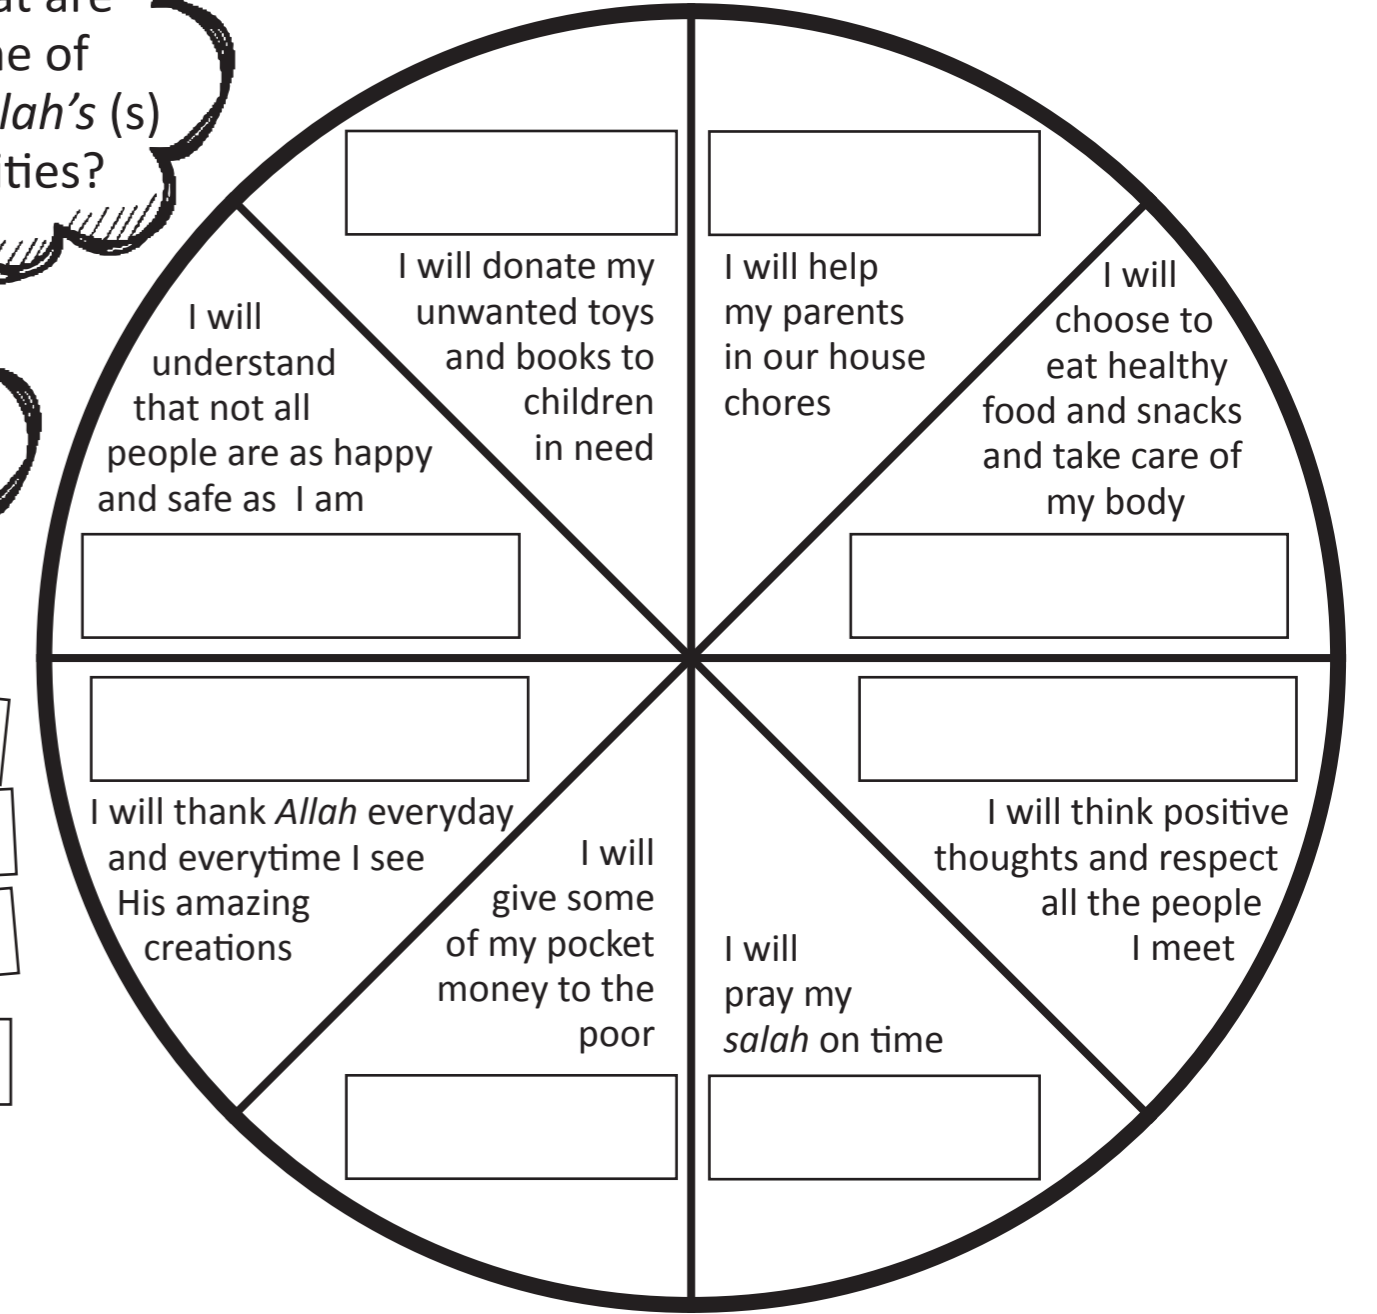 at are
ne of
lah's (s)
ities?
I will donate my
unwanted toys
and books to
children
in need
I will help
my parents
in our house
chores
I will
choose to
eat healthy
food and snacks
and take care of
my body
I will
understand
that not all
people are as happy
and safe as I am
I will thank Allah everyday
and everytime I see
His amazing
creations
I will
give some
of my pocket
money to the
poor
I will
pray my
salah on time
I will think positive
thoughts and respect
all the people
I meet